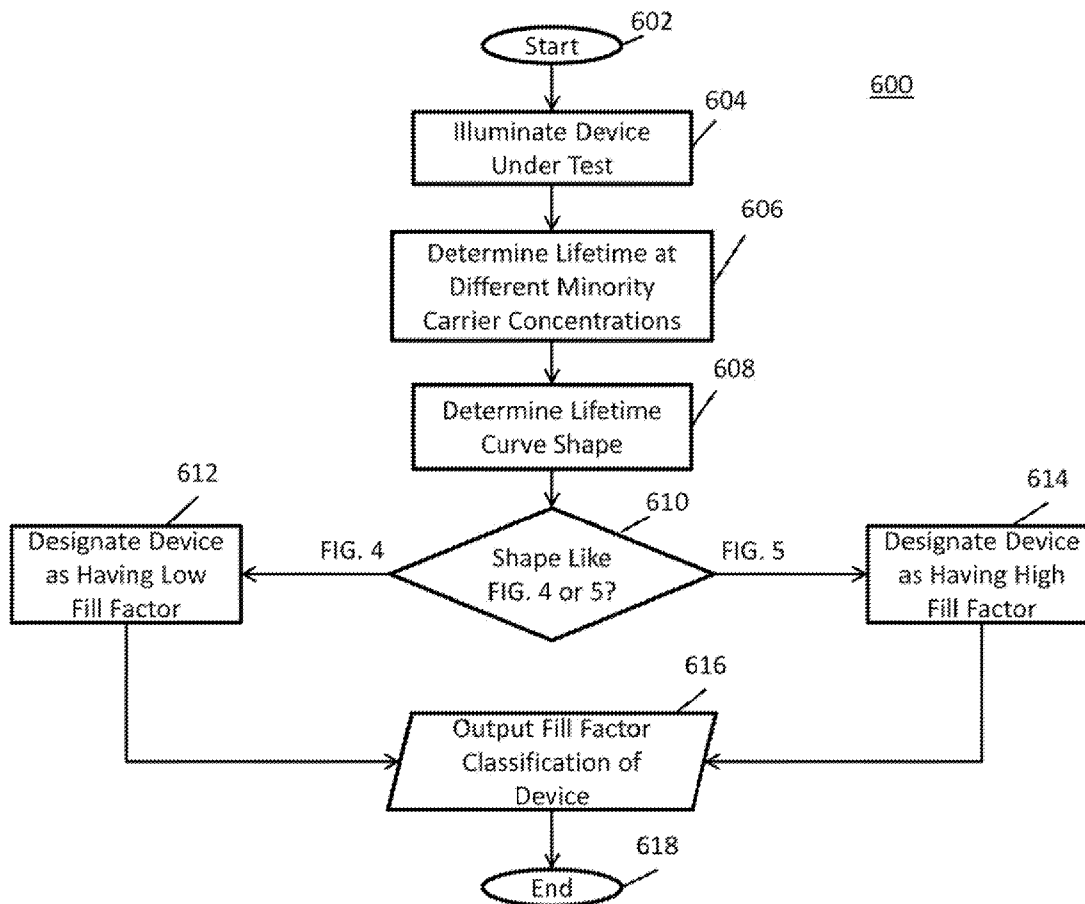 602
Start
600
604
Illuminate Device
Under Test
606
Determine Lifetime at
Different Minority
Carrier Concentrations
608
Determine Lifetime
Curve Shape
612
610
614
Designate Device
as Having Low
Fill Factor
FIG. 4
Shape Like
FIG. 4 or 5?
FIG. 5
Designate Device
as Having High
Fill Factor
616
Output Fill Factor
Classification of
Device
618
End